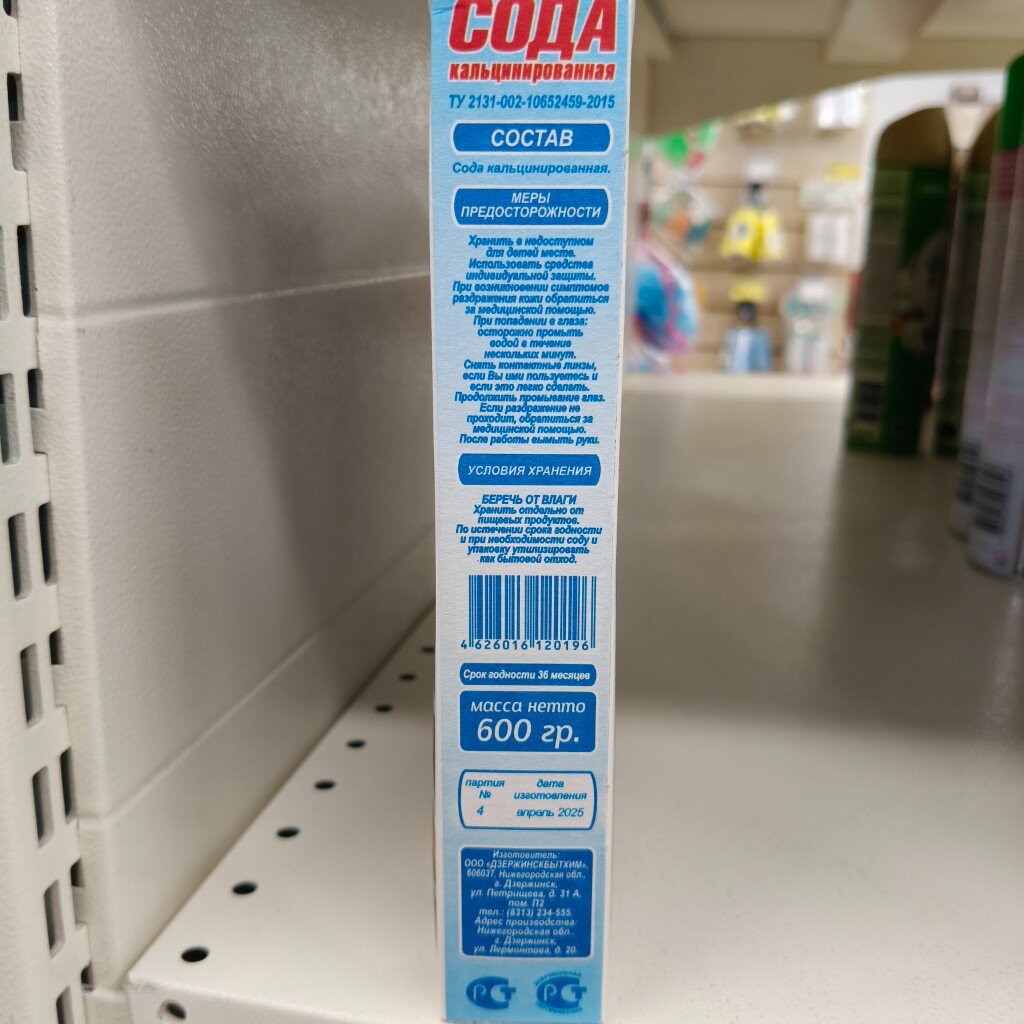 СОДА
кальцинированная
ТУ 2131-002-10652459-2015
СОСТАВ
Сода кальцинированная.
МЕРЫ
ПРЕДОСТОРОЖНОСТИ
Хранить в недоступном
для детей месте.
Использовать средства
индивидуальной защиты.
При возникновении симптомов
раздражения кожи обратиться
за медицинской помощью.
При попадании в глаза:
осторожно промыть
водой в течение
нескольких минут.
Снять контактные линзы,
если Вы ими пользуетесь и
если это легко сделать.
Продолжить промывание глаз.
Если раздражение не
проходит, обратиться за
медицинской помощью.
После работы вымыть руки.
УСЛОВИЯ ХРАНЕНИЯ
БЕРЕЧЬ ОТ ВЛАГИ
Хранить отдельно от
пищевых продуктов.
По истечении срока годности
и при необходимости соду и
упаковку утилизировать
как бытовой отход.
4 626016 120196
Срок годности 36 месяцев
масса нетто
600 гр.
партия дата
№ изготовления
4 апрель 2025
Изготовитель:
ООО «ДЗЕРЖИНСКБЫТХИМ»,
606037, Нижегородская обл.,
г. Дзержинск,
ул. Петрищева, д. 31 А,
пом. П2
тел.: (8313) 234-555.
Адрес производства:
Нижегородская обл.,
г. Дзержинск,
ул. Лермонтова, д. 20.
РСТ
ДОБРОВОЛЬНАЯ
РСТ
СЕРТИФИКАЦИЯ